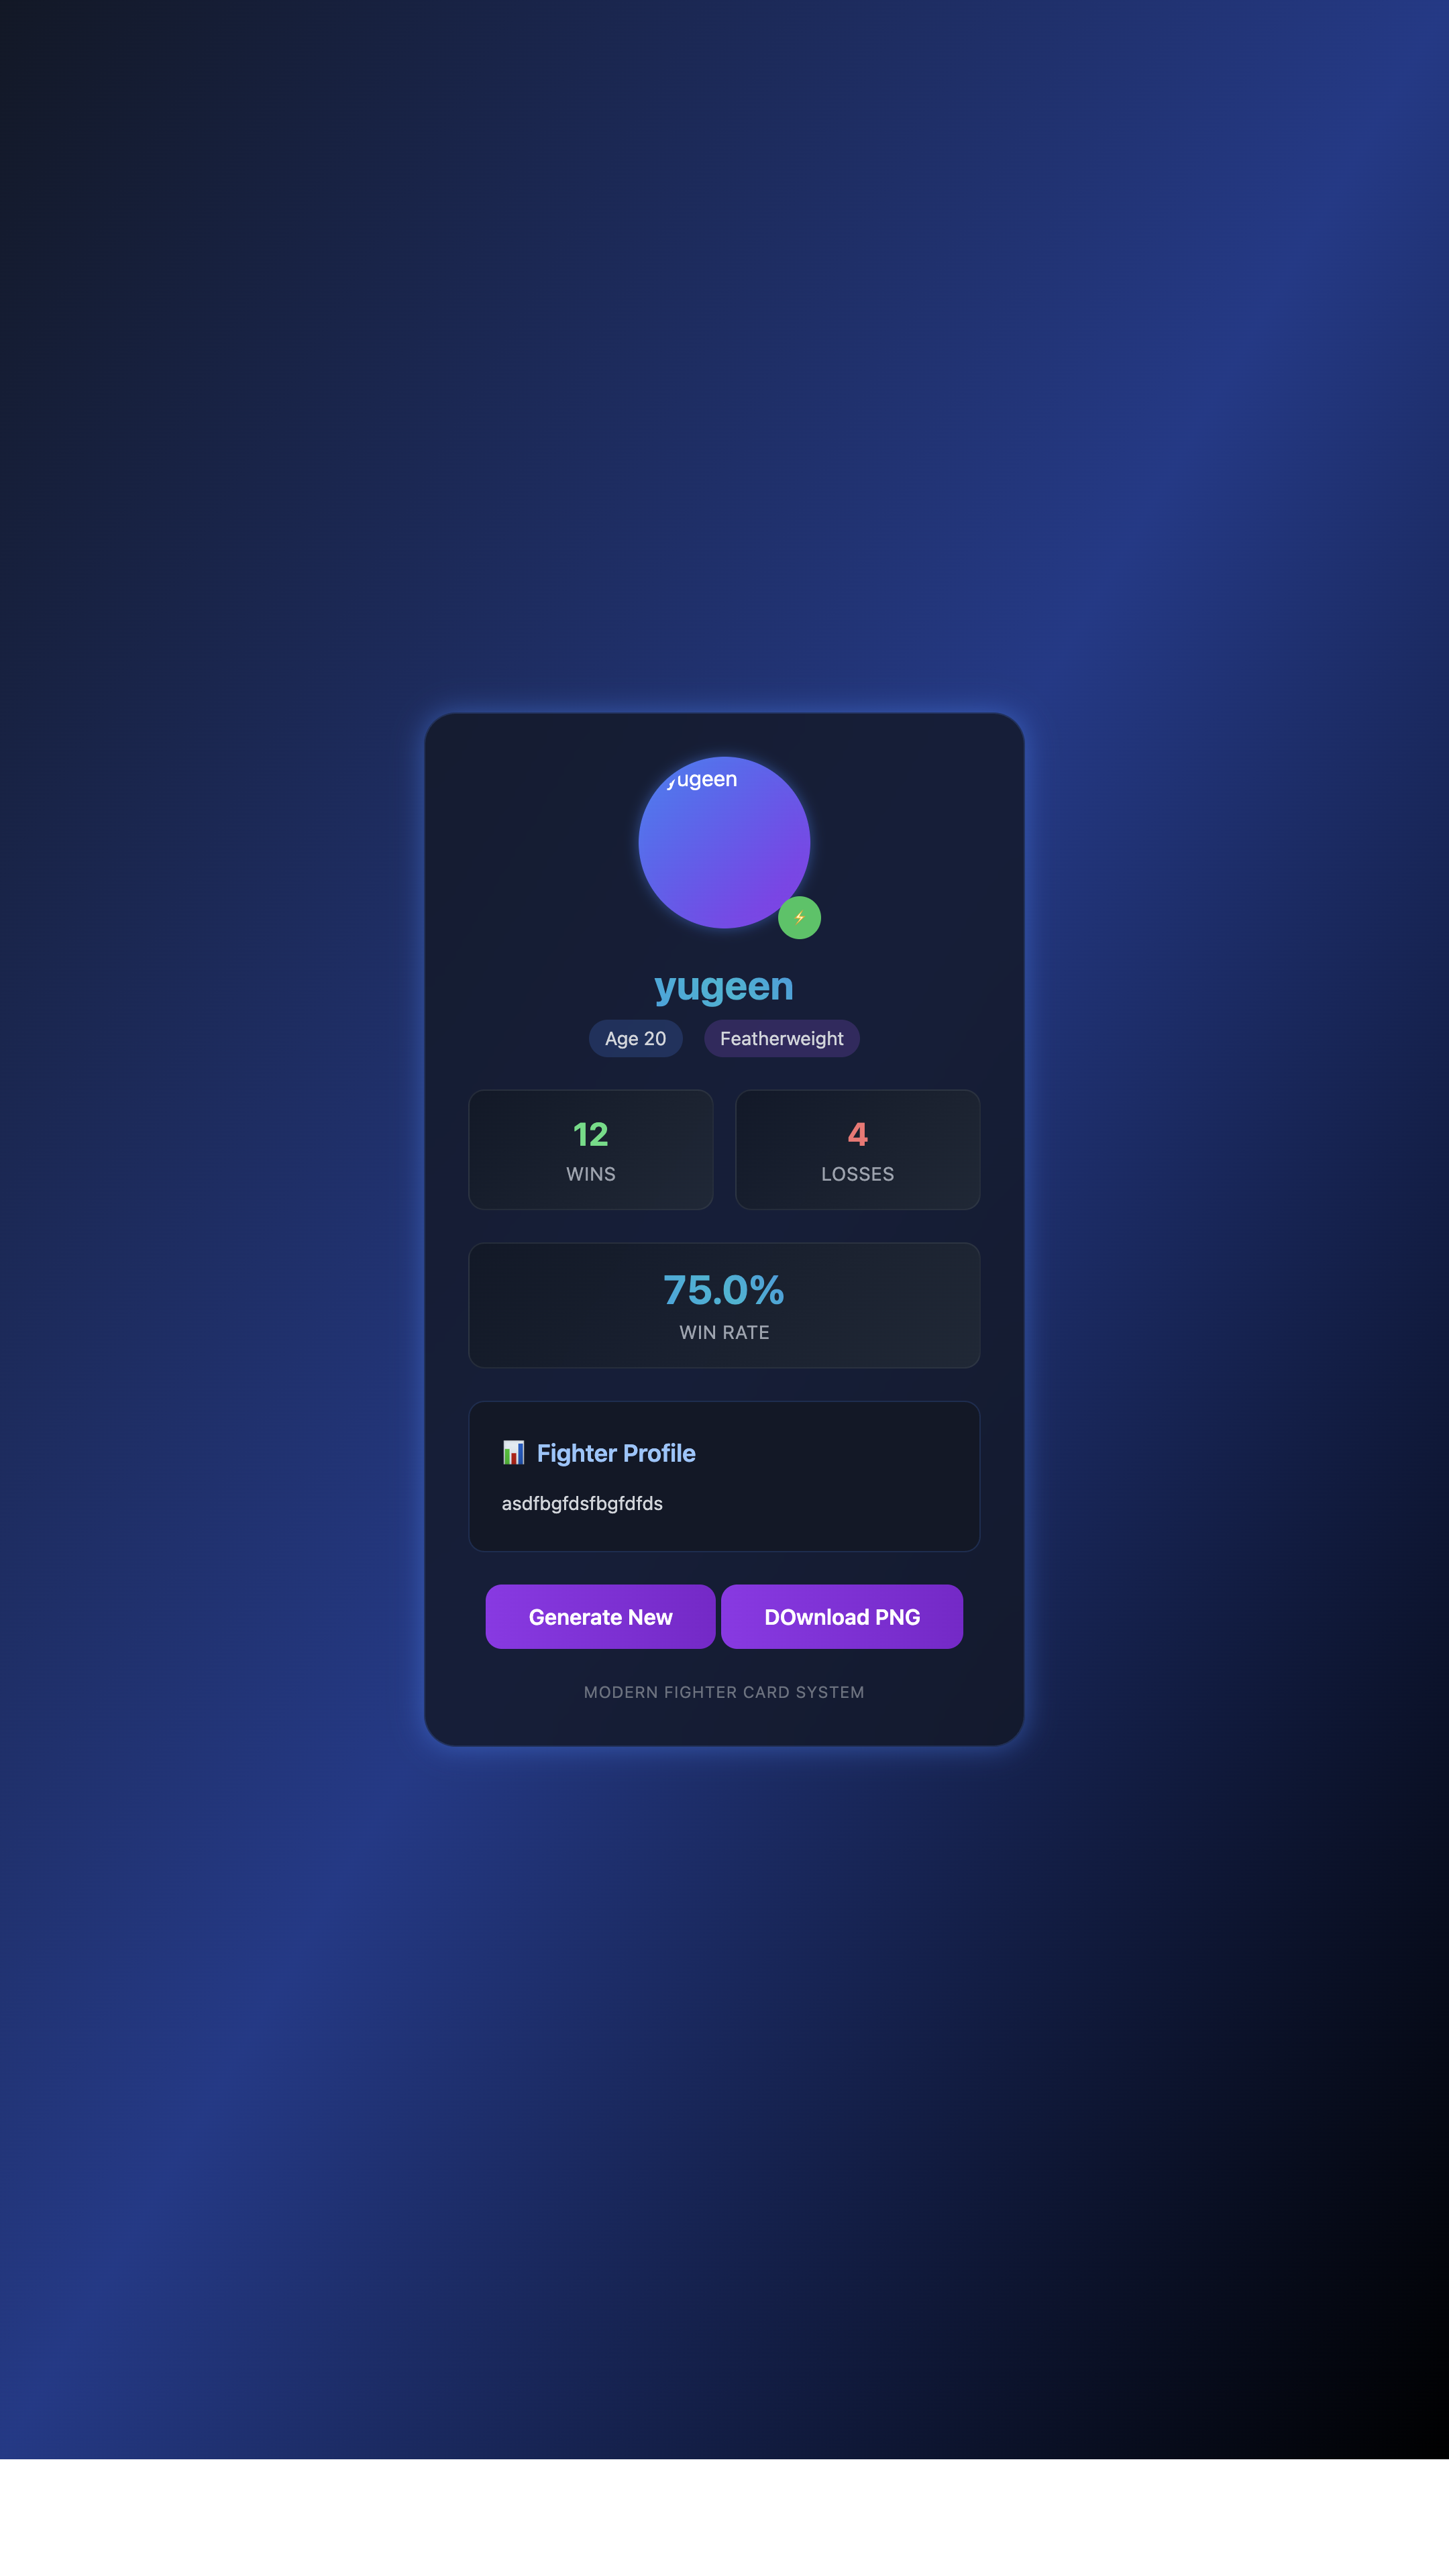 yugeen
yugeen
Age 20 Featherweight
12 4
WINS LOSSES
75.0%
WIN RATE
📊 Fighter Profile
asdfbgfdsfbgfdfds
Generate New DOwnload PNG
MODERN FIGHTER CARD SYSTEM